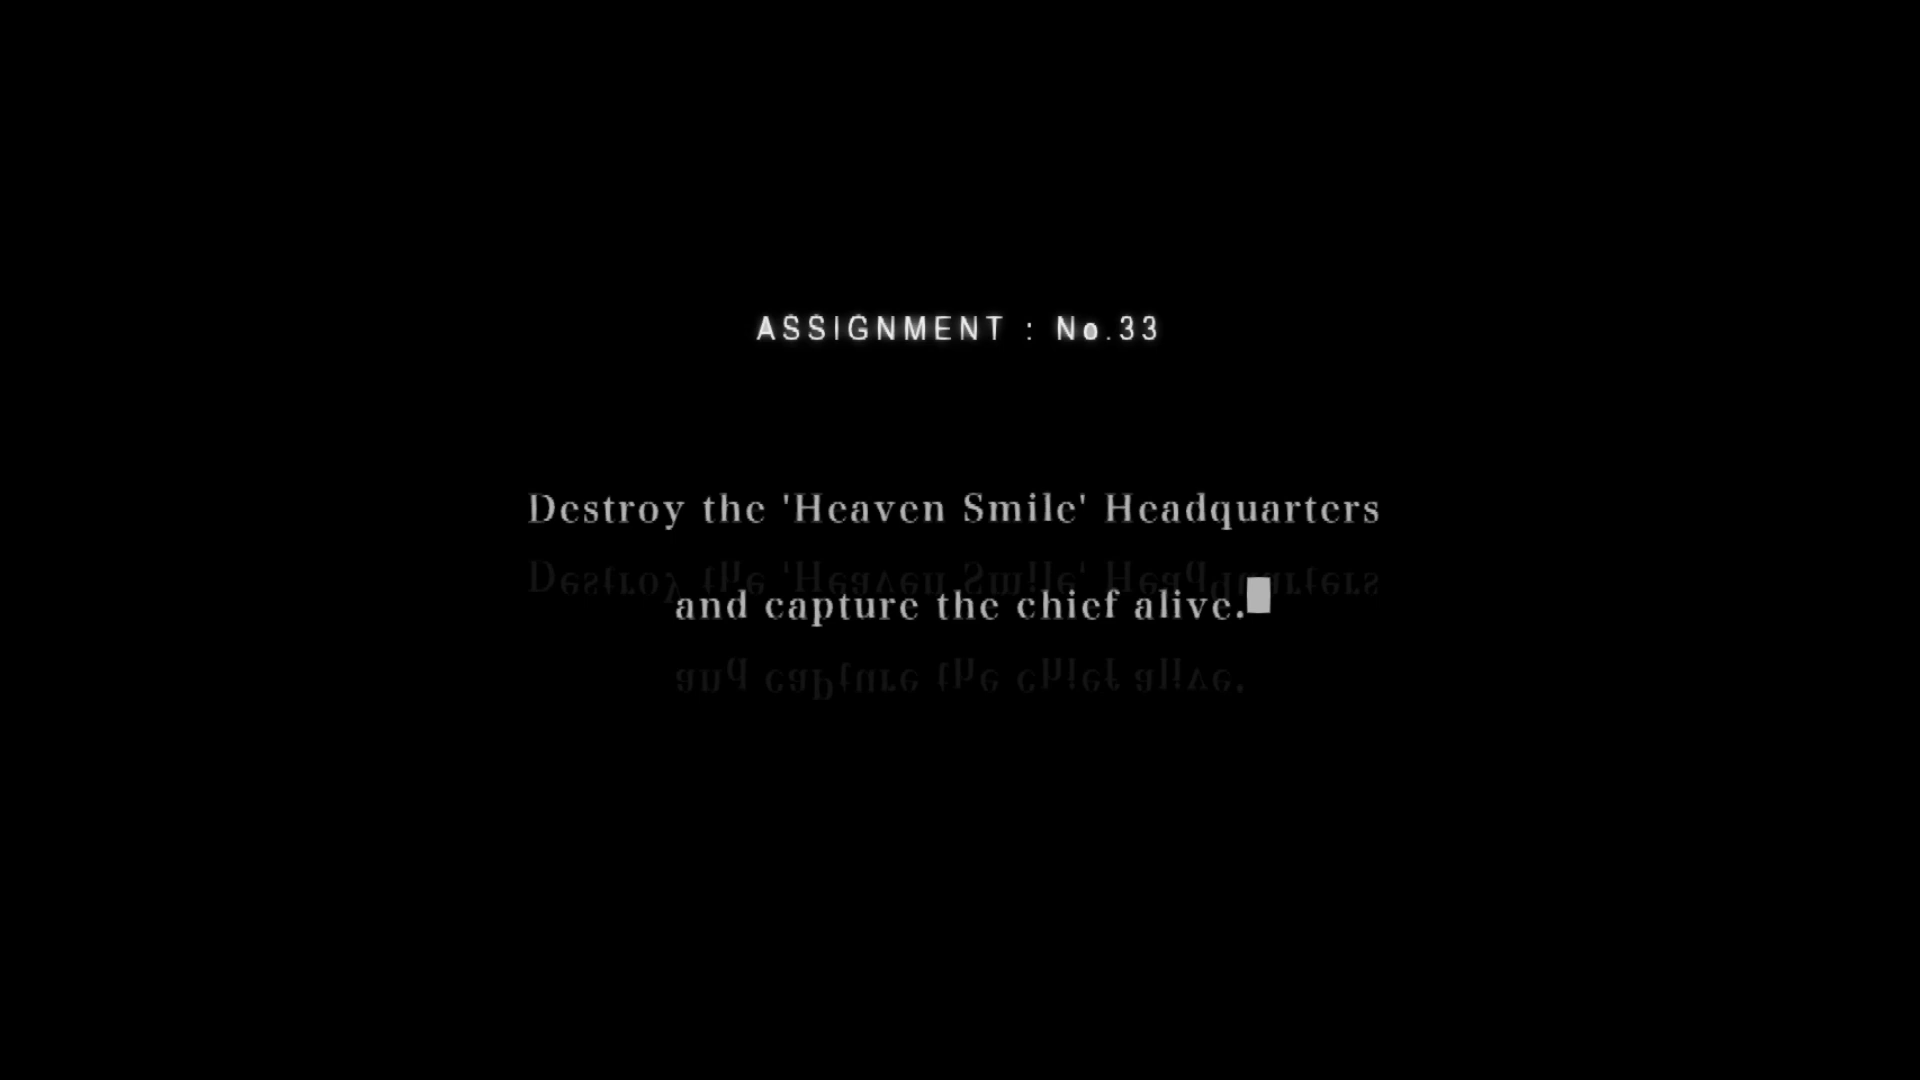 ASSIGNMENT : No.33
Destroy the 'Heaven Smile' Headquarters
and capture the chief alive.